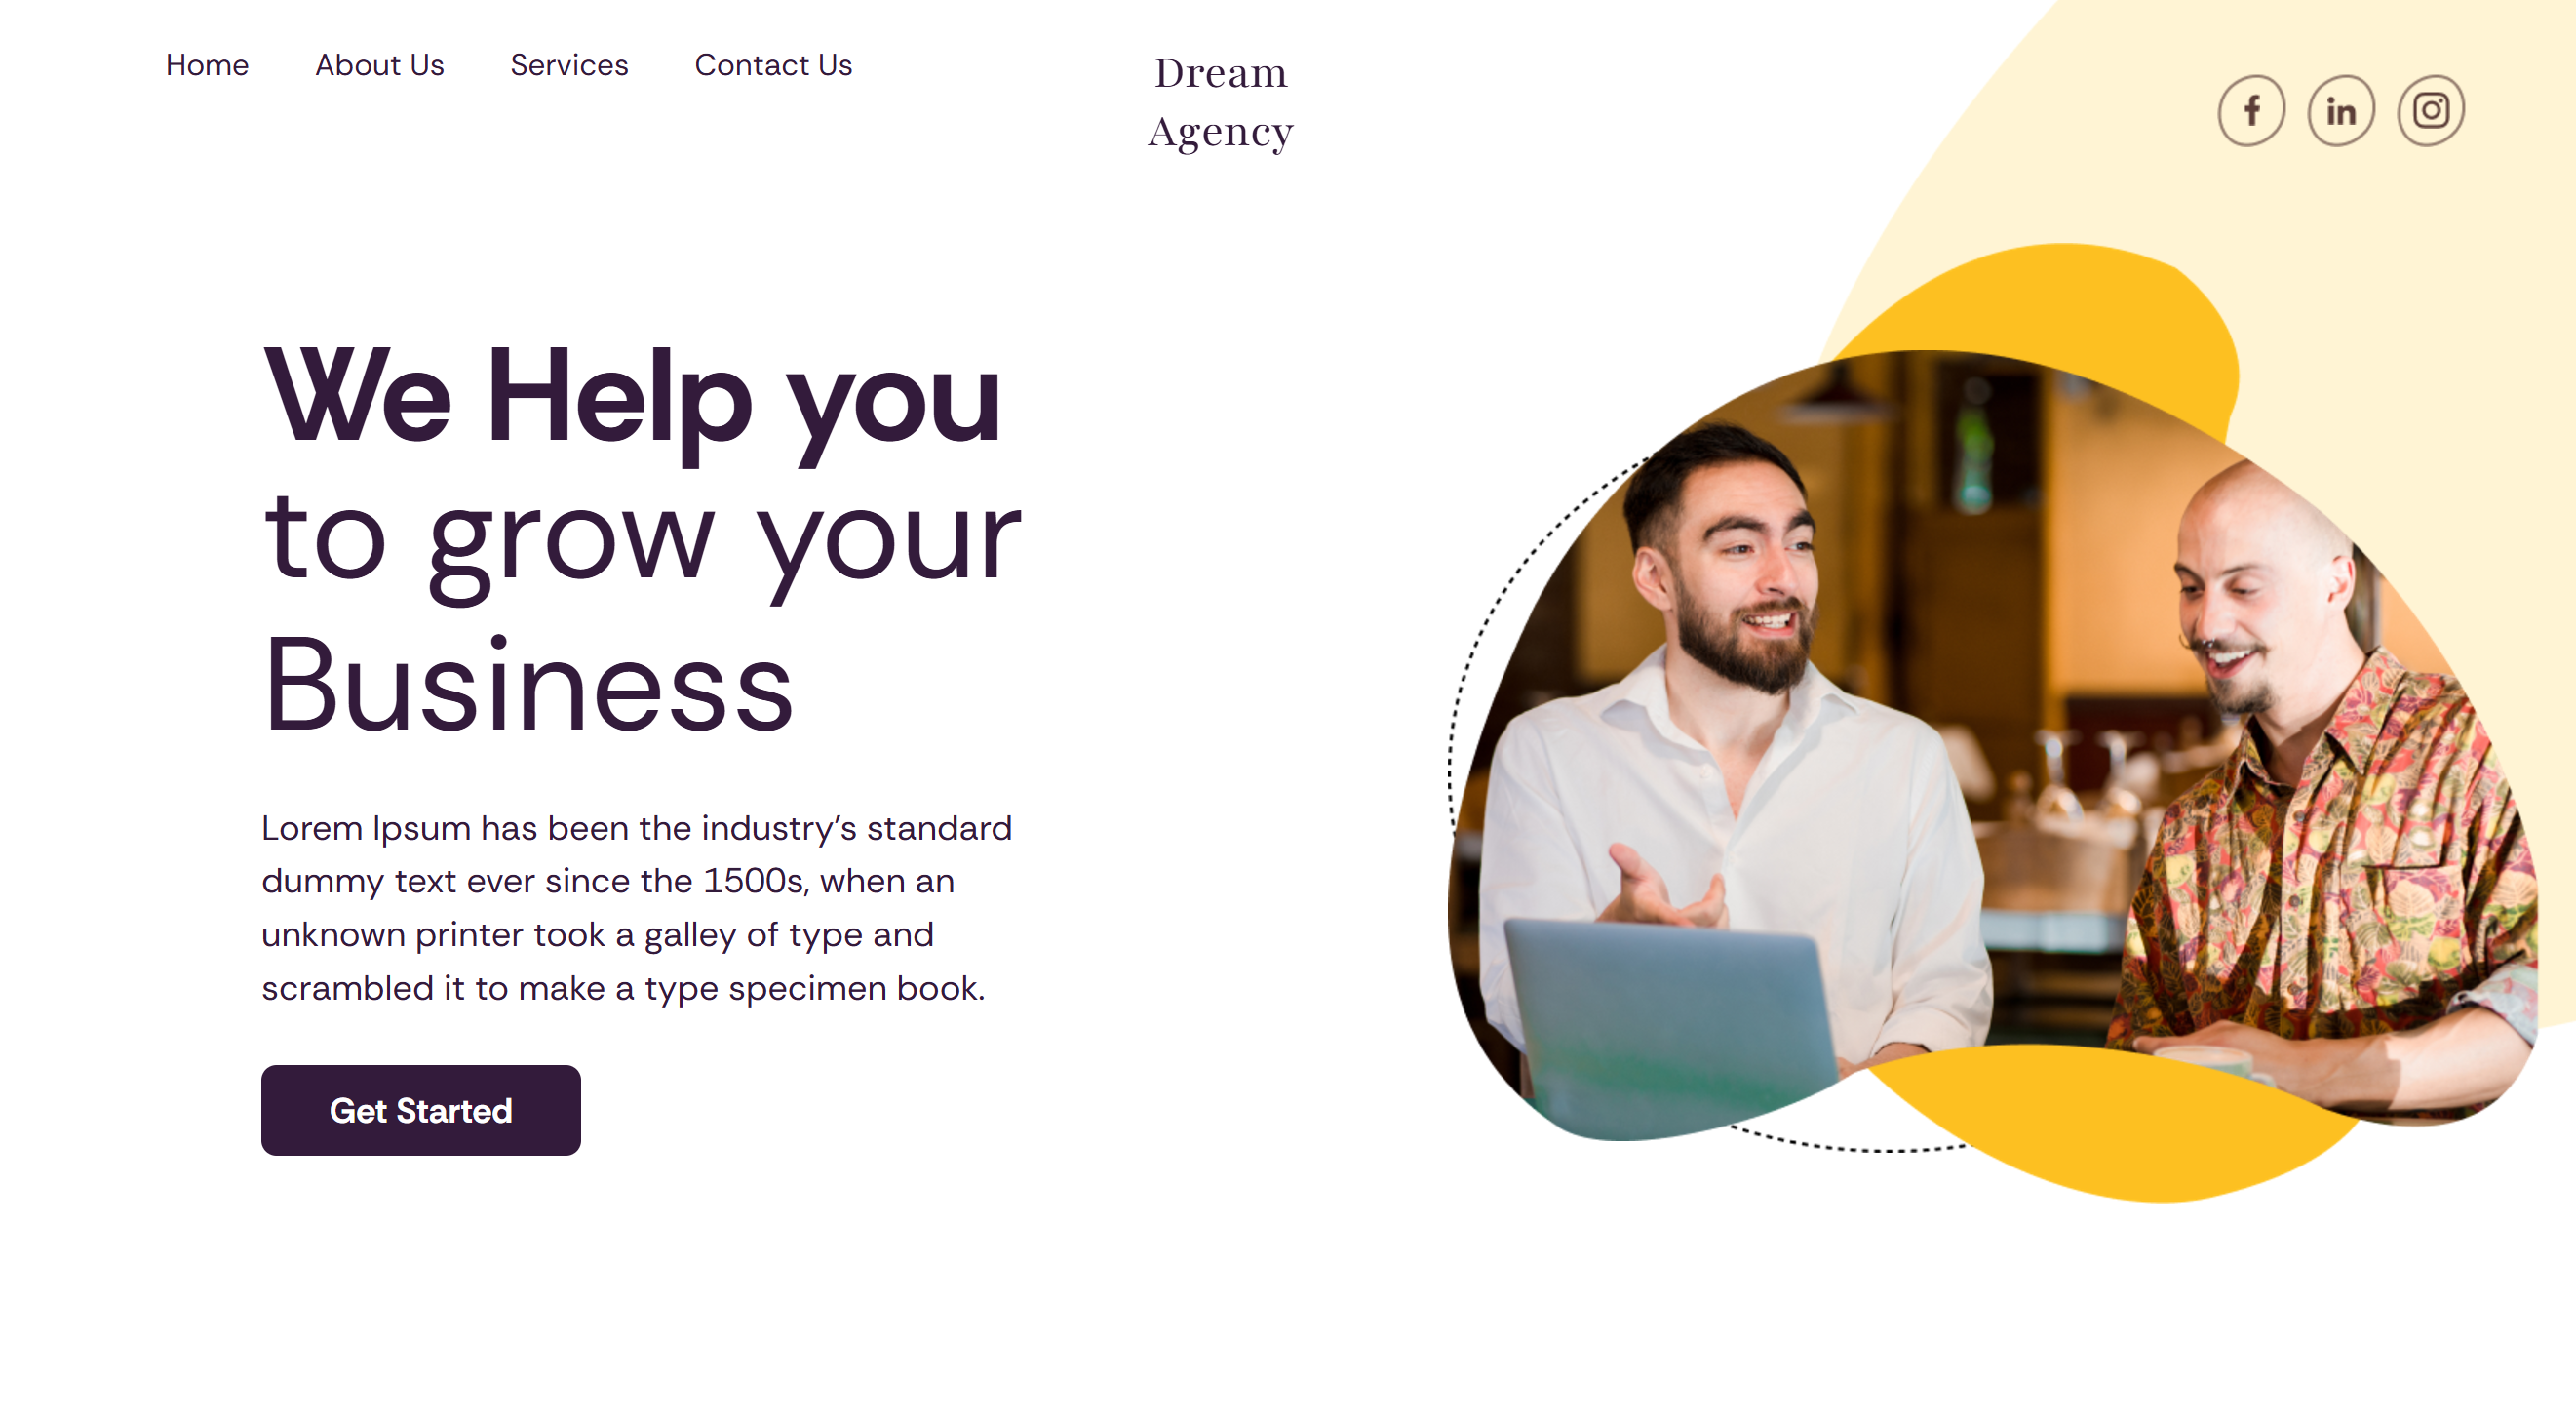 Home About Us Services Contact Us
Dream
Agency
f in
We Help you
to grow your
Business
Lorem Ipsum has been the industry’s standard
dummy text ever since the 1500s, when an
unknown printer took a galley of type and
scrambled it to make a type specimen book.
Get Started